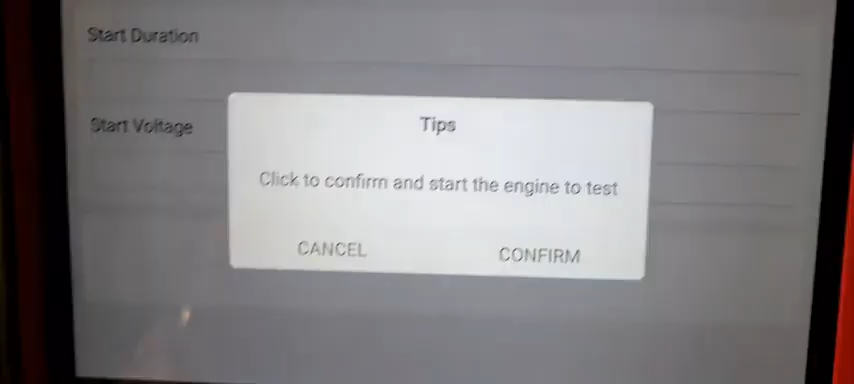 Start Duration
Start Voltage
Tips
Click to confirm and start the engine to test
CANCEL
CONFIRM